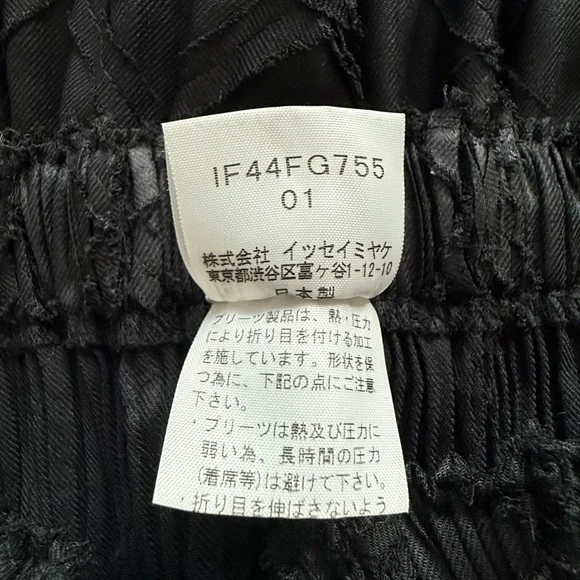 IF44FG755
01
株式会社 イッセイミヤケ
東京都渋谷区富ヶ谷1-12-10
日本製
プリーツ製品は、熱・圧力
により折り目を付ける加工
を施しています。形状を保
つ為に、下記の点にご注意
下さい。
・プリーツは熱及び圧力に
弱い為、長時間の圧力
(着席等)は避けて下さい。
・折り目を伸ばさないよう